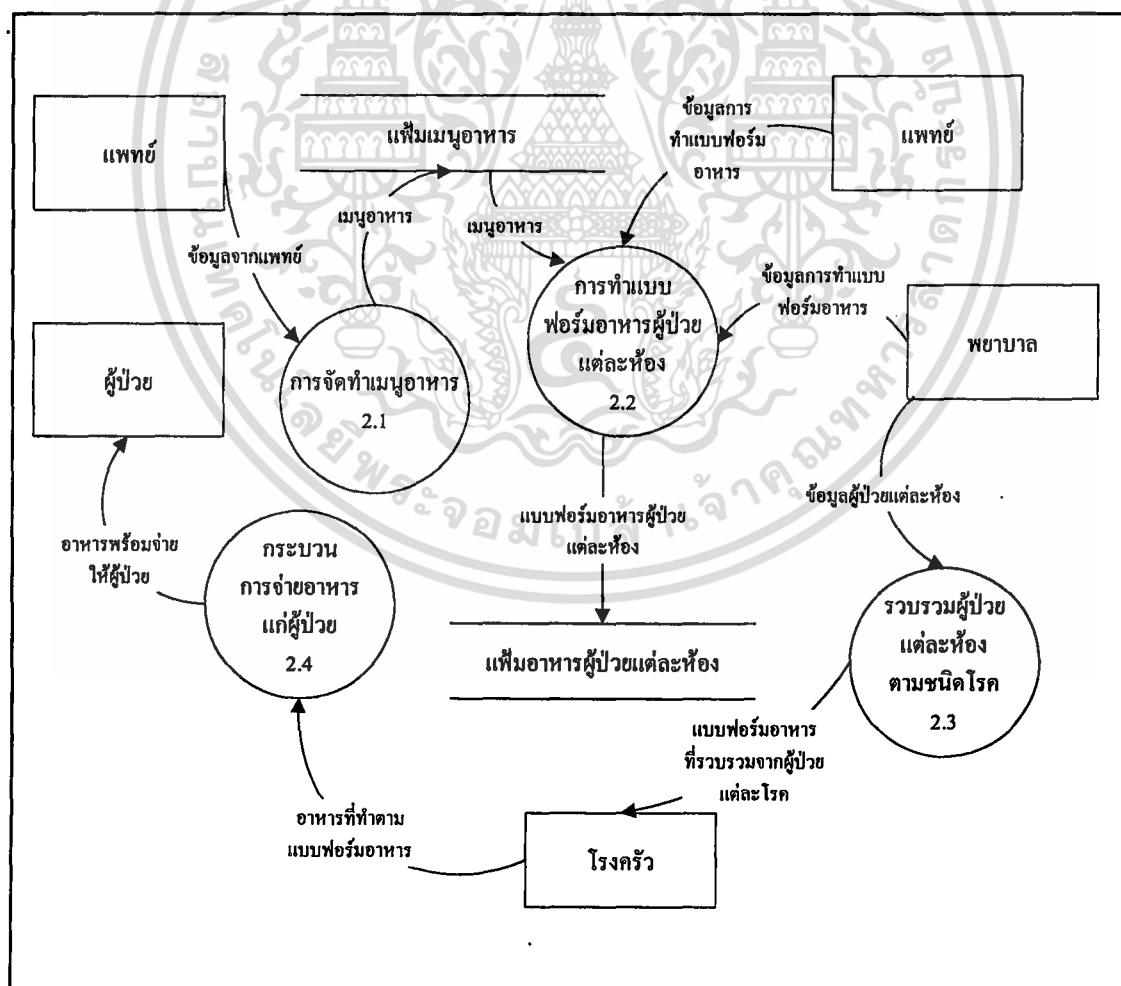 แพทย์
แฟ้มเมนูอาหาร
ข้อมูลการ
ทำแบบฟอร์ม
อาหาร
แพทย์
เมนูอาหาร
เมนูอาหาร
ข้อมูลจากแพทย์
การทำแบบ
ฟอร์มอาหารผู้ป่วย
แต่ละห้อง
2.2
ข้อมูลการทำแบบ
ฟอร์มอาหาร
พยาบาล
ผู้ป่วย
การจัดทำเมนูอาหาร
2.1
ข้อมูลผู้ป่วยแต่ละห้อง
แบบฟอร์มอาหารผู้ป่วย
แต่ละห้อง
อาหารพร้อมจ่าย
ให้ผู้ป่วย
กระบวน
การจ่ายอาหาร
แก่ผู้ป่วย
2.4
แฟ้มอาหารผู้ป่วยแต่ละห้อง
รวบรวมผู้ป่วย
แต่ละห้อง
ตามชนิดโรค
2.3
แบบฟอร์มอาหาร
ที่รวบรวมจากผู้ป่วย
แต่ละโรค
อาหารที่ทำตาม
แบบฟอร์มอาหาร
โรงครัว